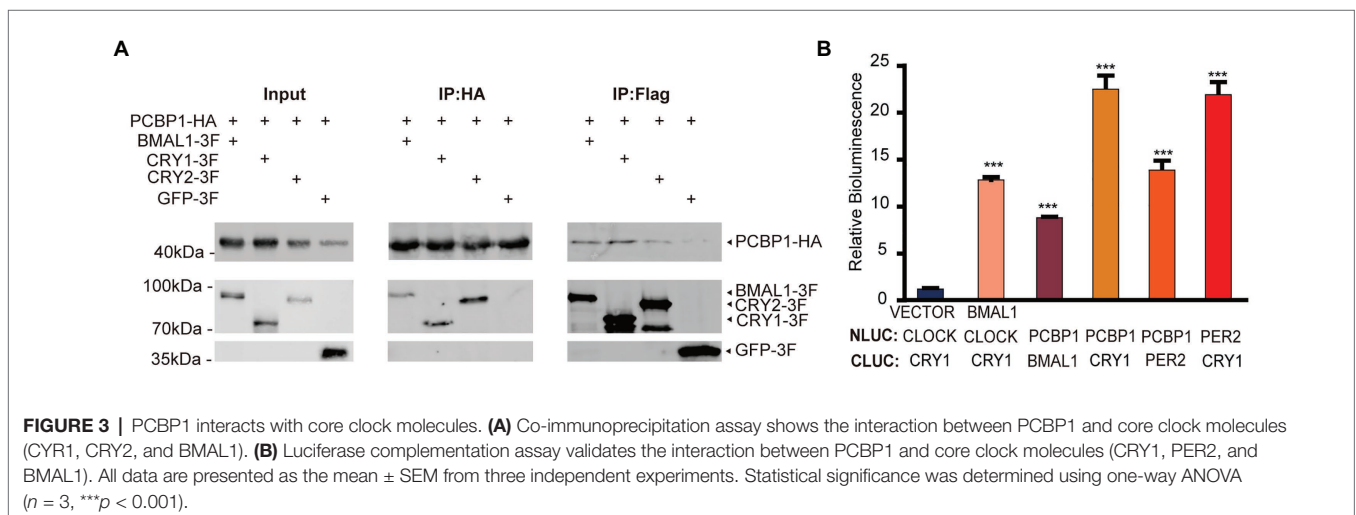 A
Input IP:HA IP:Flag
PCBP1-HA + + + + + + + + + + + +
BMAL1-3F + + +
CRY1-3F + + +
CRY2-3F + + +
GFP-3F + + +
40kDa - PCBP1-HA
100kDa - BMAL1-3F
CRY2-3F
70kDa - CRY1-3F
35kDa - GFP-3F
B
Relative Bioluminescence
25
20
15
10
5
0
*** *** *** *** ***
VECTOR BMAL1
NLUC: CLOCK CLOCK PCBP1 PCBP1 PCBP1 PER2
CLUC: CRY1 CRY1 BMAL1 CRY1 PER2 CRY1
FIGURE 3 | PCBP1 interacts with core clock molecules. (A) Co-immunoprecipitation assay shows the interaction between PCBP1 and core clock molecules
(CYR1, CRY2, and BMAL1). (B) Luciferase complementation assay validates the interaction between PCBP1 and core clock molecules (CRY1, PER2, and
BMAL1). All data are presented as the mean ± SEM from three independent experiments. Statistical significance was determined using one-way ANOVA
(n = 3, ***p < 0.001).